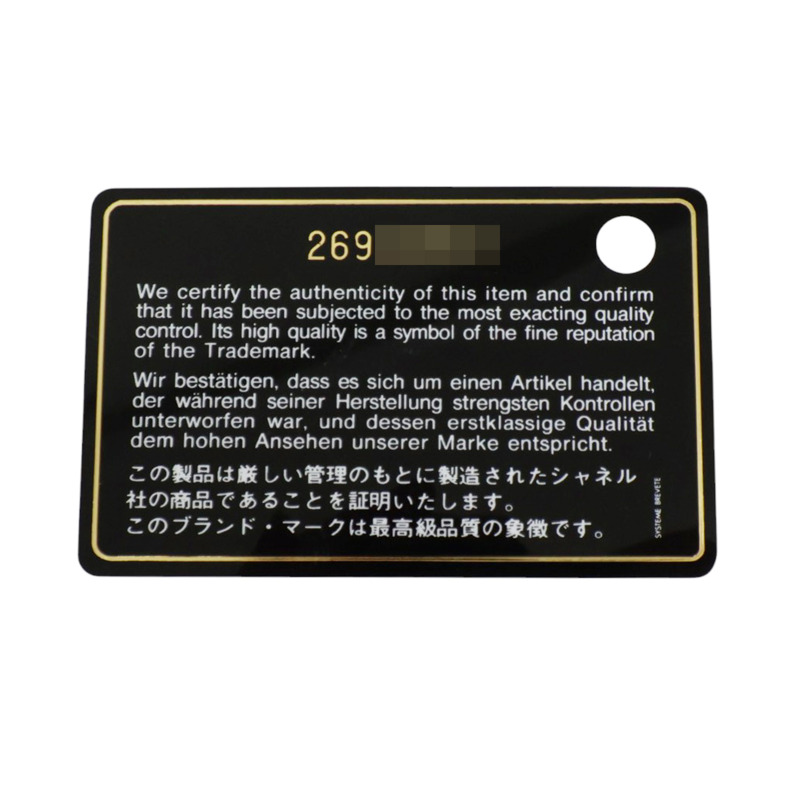 269
We certify the authenticity of this item and confirm
that it has been subjected to the most exacting quality
control. Its high quality is a symbol of the fine reputation
of the Trademark.
Wir bestätigen, dass es sich um einen Artikel handelt,
der während seiner Herstellung strengsten Kontrollen
unterworfen war, und dessen erstklassige Qualität
dem hohen Ansehen unserer Marke entspricht.
この製品は厳しい管理のもとに製造されたシャネル
社の商品であることを証明いたします。
このブランド・マークは最高級品質の象徴です。
SYSTEME BREVETE